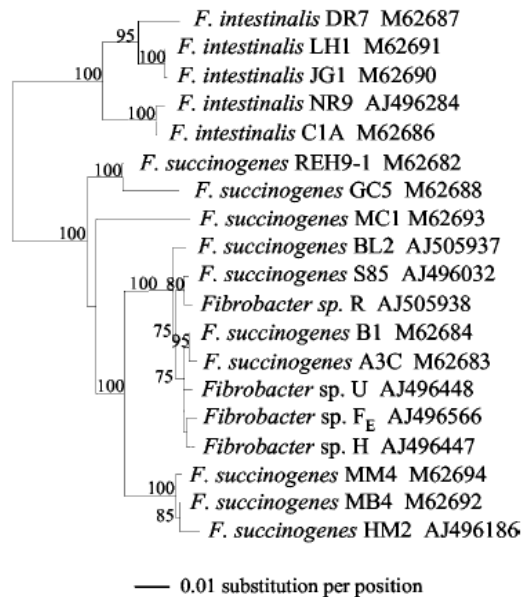 F. intestinalis DR7 M62687
95
F. intestinalis LH1 M62691
100
100
F. intestinalis JG1 M62690
F. intestinalis NR9 AJ496284
100
F. intestinalis C1A M62686
F. succinogenes REH9-1 M62682
100
F. succinogenes GC5 M62688
F. succinogenes MC1 M62693
100
F. succinogenes BL2 AJ505937
100 80
F. succinogenes S85 AJ496032
Fibrobacter sp. R AJ505938
75
F. succinogenes B1 M62684
95
F. succinogenes A3C M62683
75
100
Fibrobacter sp. U AJ496448
Fibrobacter sp. FE AJ496566
Fibrobacter sp. H AJ496447
F. succinogenes MM4 M62694
100
F. succinogenes MB4 M62692
85
F. succinogenes HM2 AJ496186
0.01 substitution per position